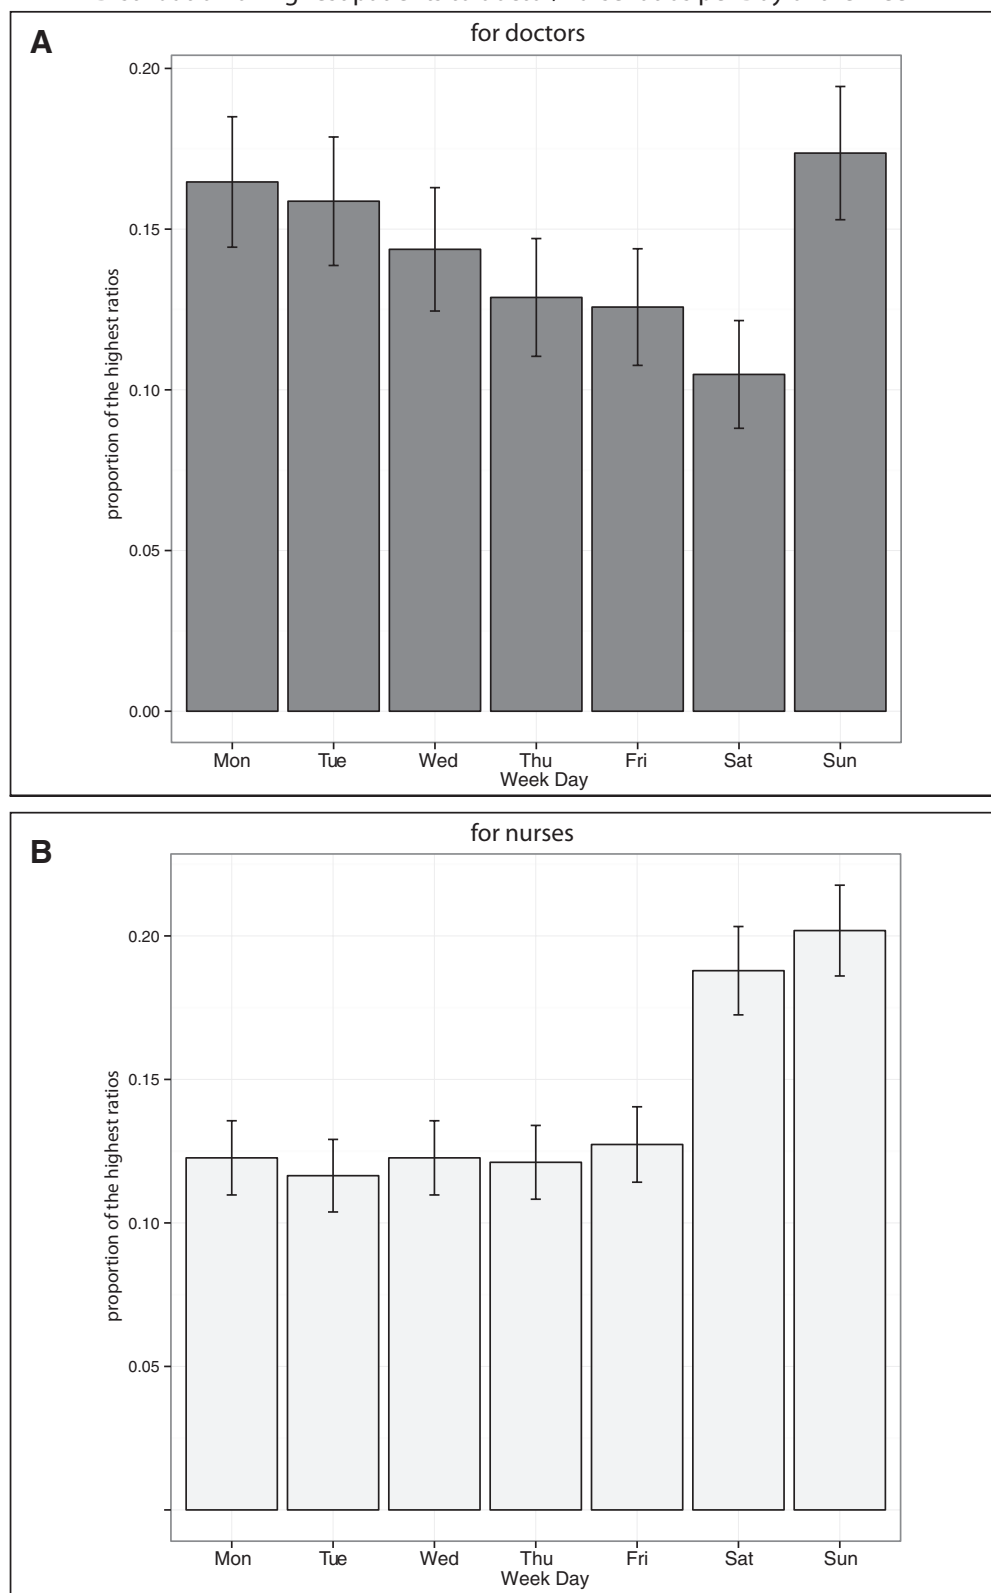 A
for doctors
proportion of the highest ratios
0.20
0.15
0.10
0.05
0.00
Mon Tue Wed Thu Fri Sat Sun
Week Day
B
for nurses
proportion of the highest ratios
0.20
0.15
0.10
0.05
Mon Tue Wed Thu Fri Sat Sun
Week Day